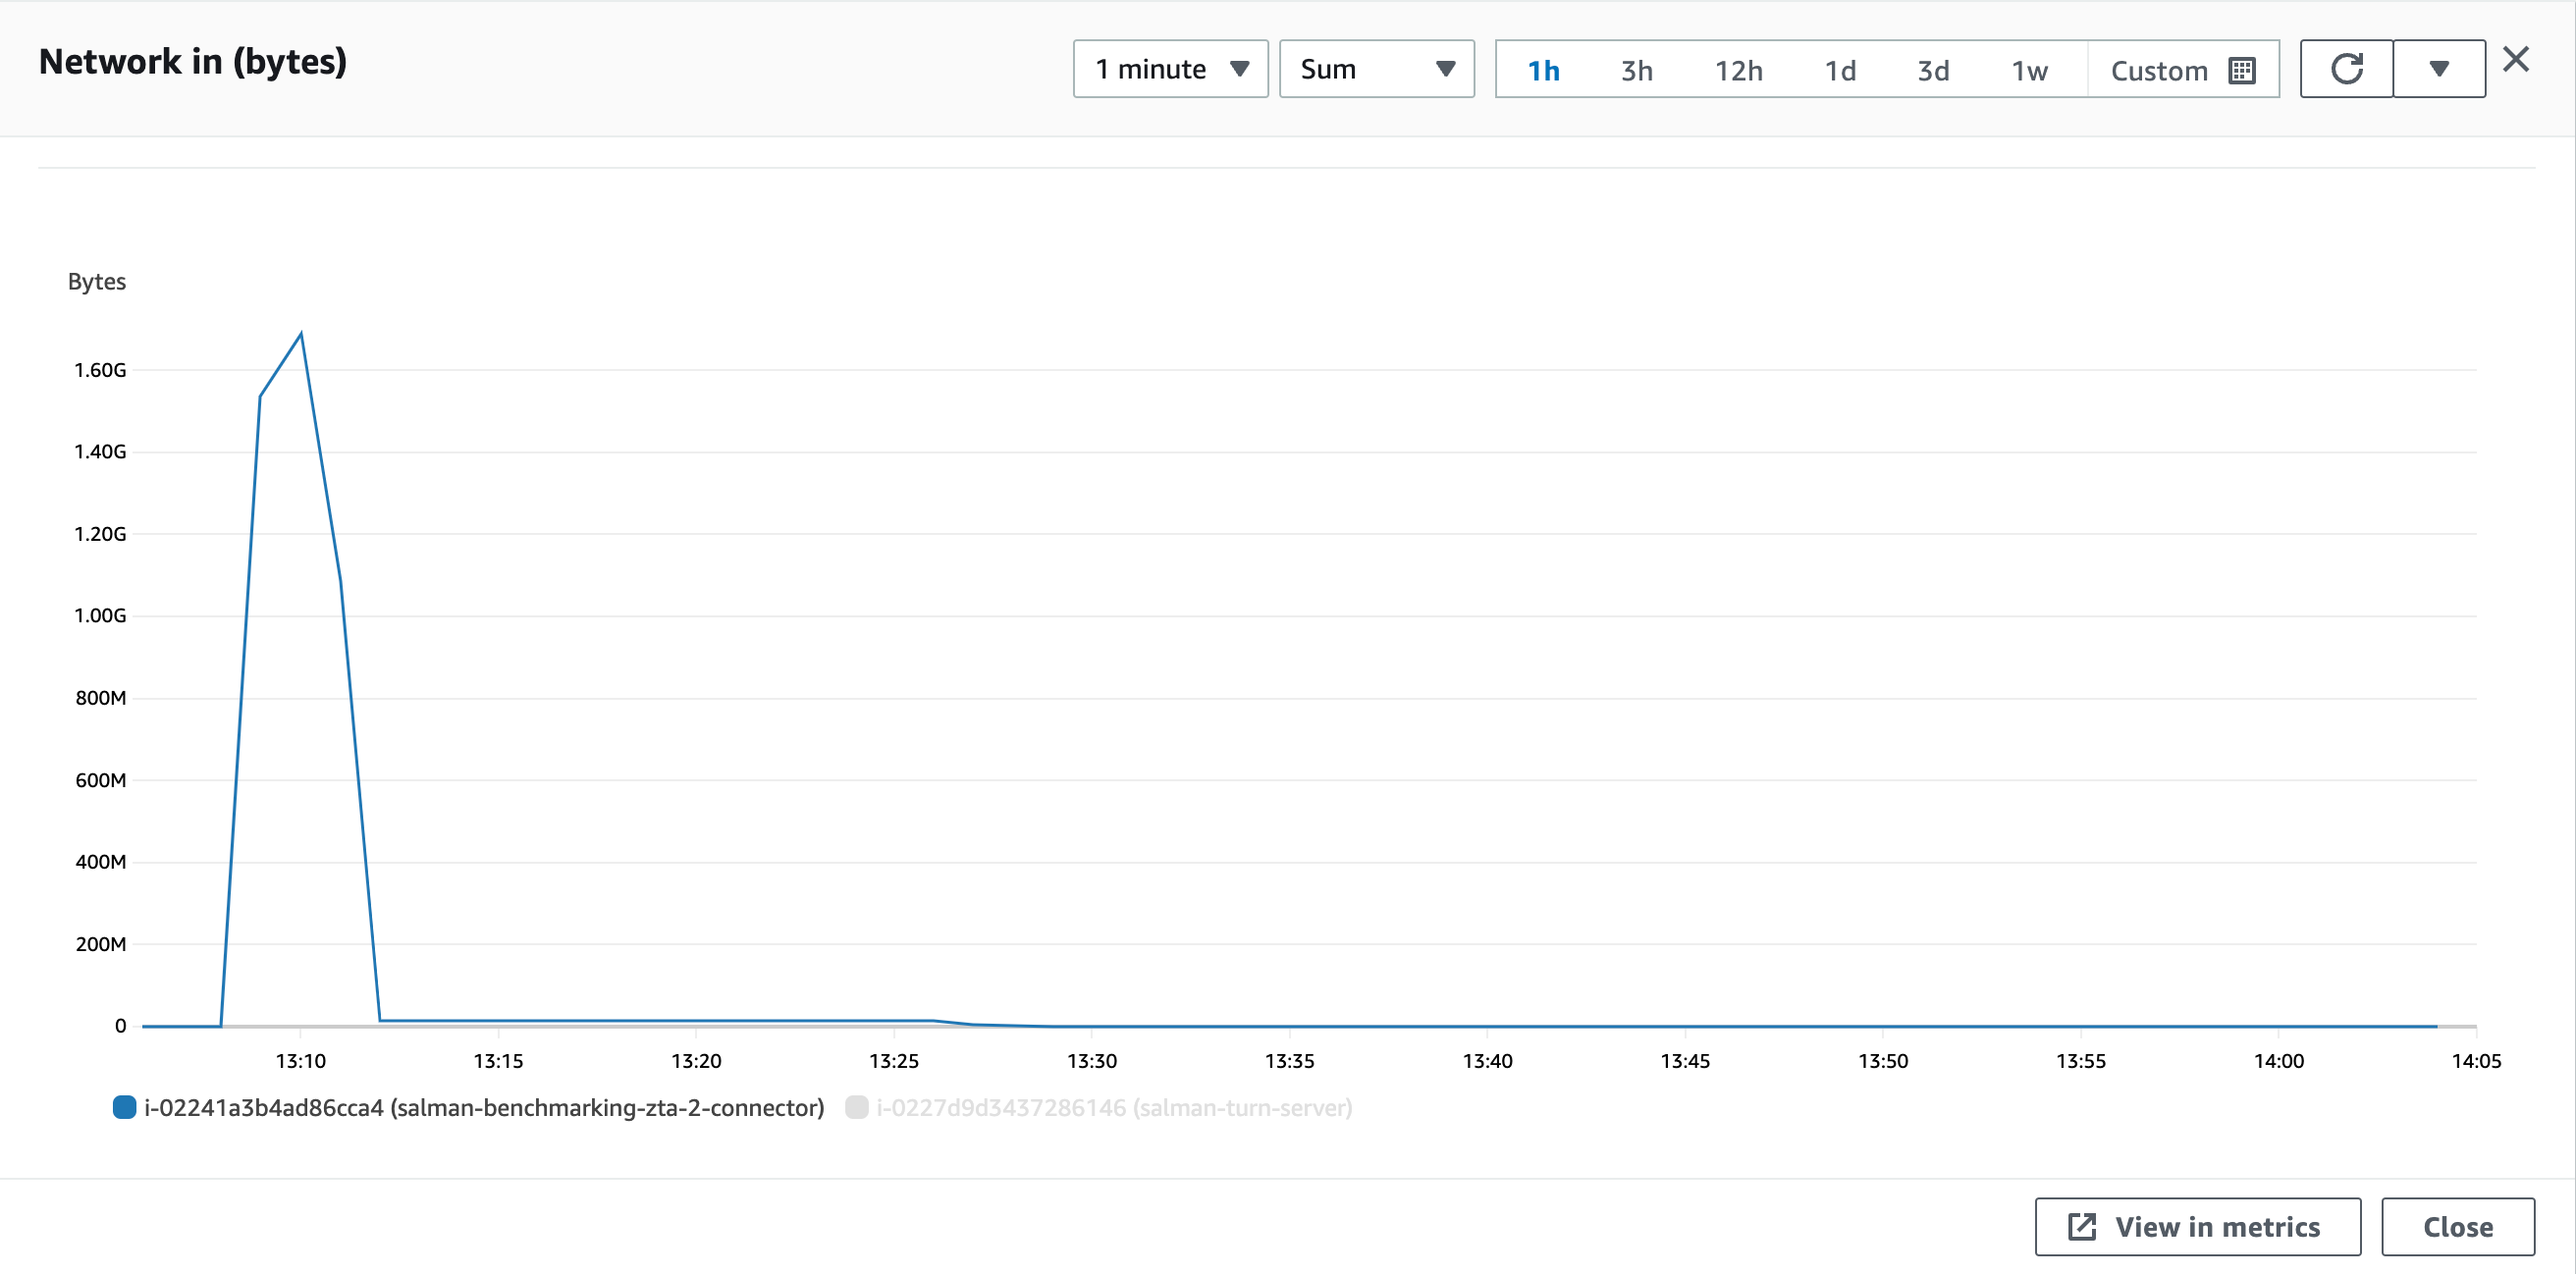 Network in (bytes)
1 minute
Sum
1h 3h 12h 1d 3d 1w Custom
Bytes
1.60G
1.40G
1.20G
1.00G
800M
600M
400M
200M
0
13:10 13:15 13:20 13:25 13:30 13:35 13:40 13:45 13:50 13:55 14:00 14:05
i-02241a3b4ad86cca4 (salman-benchmarking-zta-2-connector) i-0227d9d3437286146 (salman-turn-server)
View in metrics
Close